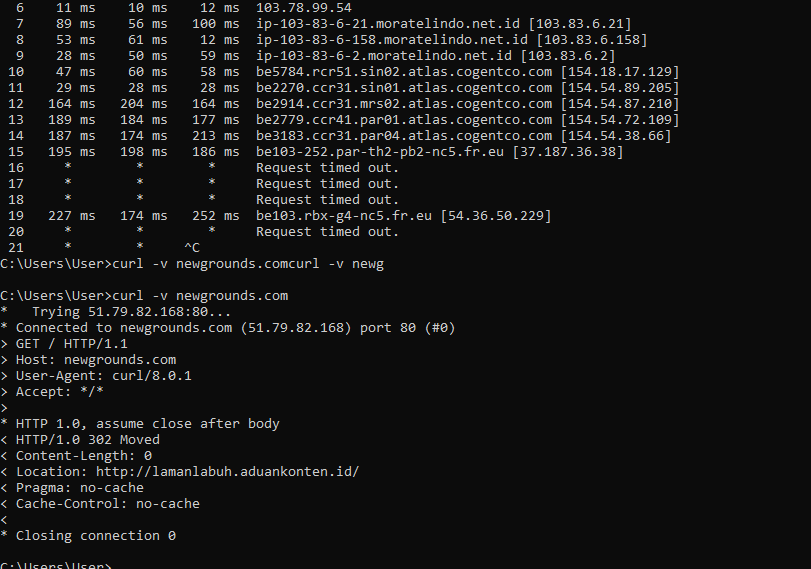 6 11 ms 10 ms 12 ms 103.78.99.54
7 89 ms 56 ms 100 ms ip-103-83-6-21.moratelindo.net.id [103.83.6.21]
8 53 ms 61 ms 12 ms ip-103-83-6-158.moratelindo.net.id [103.83.6.158]
9 28 ms 50 ms 59 ms ip-103-83-6-2.moratelindo.net.id [103.83.6.2]
10 47 ms 60 ms 58 ms be5784.rcr51.sin02.atlas.cogentco.com [154.18.17.129]
11 29 ms 28 ms 28 ms be2270.ccr31.sin01.atlas.cogentco.com [154.54.89.205]
12 164 ms 204 ms 164 ms be2914.ccr31.mrs02.atlas.cogentco.com [154.54.87.210]
13 189 ms 184 ms 177 ms be2779.ccr41.par01.atlas.cogentco.com [154.54.72.109]
14 187 ms 174 ms 213 ms be3183.ccr31.par04.atlas.cogentco.com [154.54.38.66]
15 195 ms 198 ms 186 ms be103-252.par-th2-pb2-nc5.fr.eu [37.187.36.38]
16 * * * Request timed out.
17 * * * Request timed out.
18 * * * Request timed out.
19 227 ms 174 ms 252 ms be103.rbx-g4-nc5.fr.eu [54.36.50.229]
20 * * * Request timed out.
21 * * ^C
C:\Users\User>curl -v newgrounds.comcurl -v newg
C:\Users\User>curl -v newgrounds.com
* Trying 51.79.82.168:80...
* Connected to newgrounds.com (51.79.82.168) port 80 (#0)
> GET / HTTP/1.1
> Host: newgrounds.com
> User-Agent: curl/8.0.1
> Accept: */*
>
* HTTP 1.0, assume close after body
< HTTP/1.0 302 Moved
< Content-Length: 0
< Location: http://lamanlabuh.aduankonten.id/
< Pragma: no-cache
< Cache-Control: no-cache
<
* Closing connection 0
C:\Users\User>